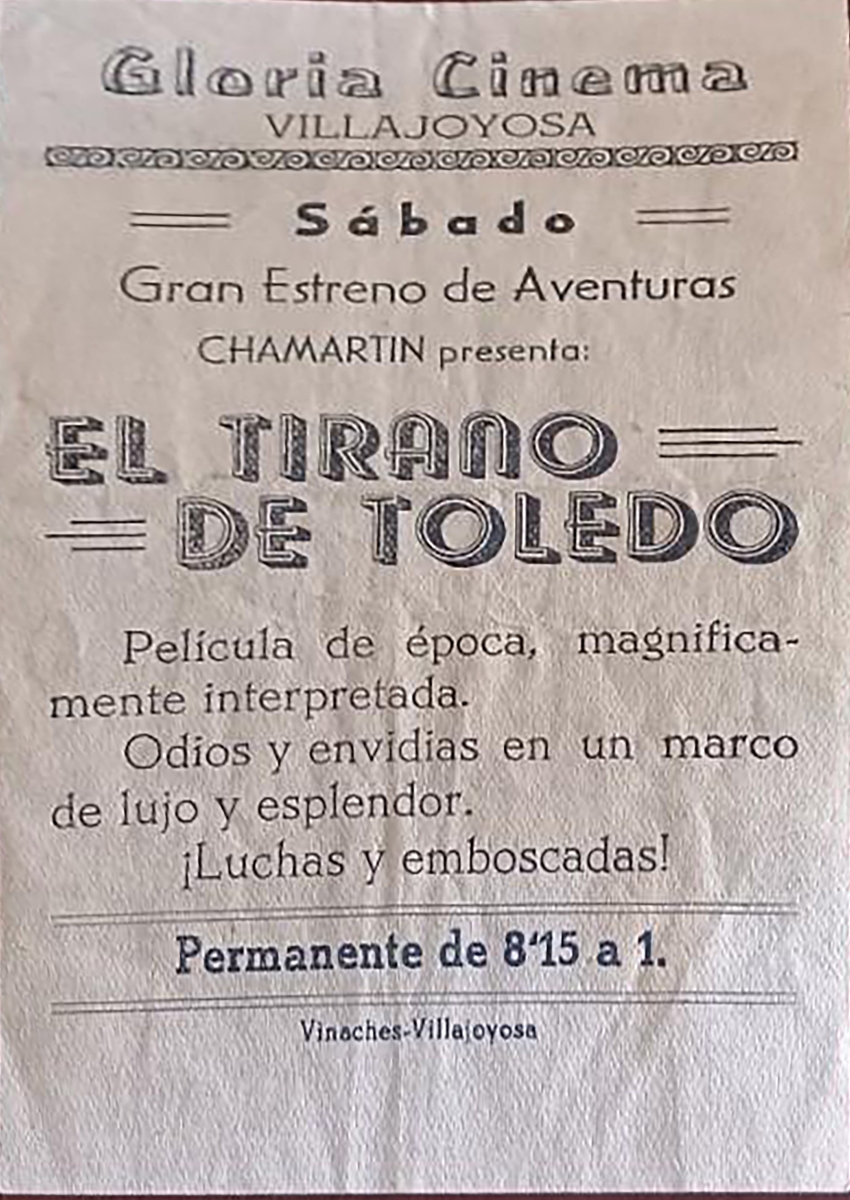 Gloria Cinema
VILLAJOYOSA
Sábado
Gran Estreno de Aventuras
CHAMARTIN presenta:
EL TIRANO
DE TOLEDO
Película de época, magnifica-
mente interpretada.
Odios y envidias en un marco
de lujo y esplendor.
¡Luchas y emboscadas!
Permanente de 8'15 a 1.
Vinaches-Villajoyosa